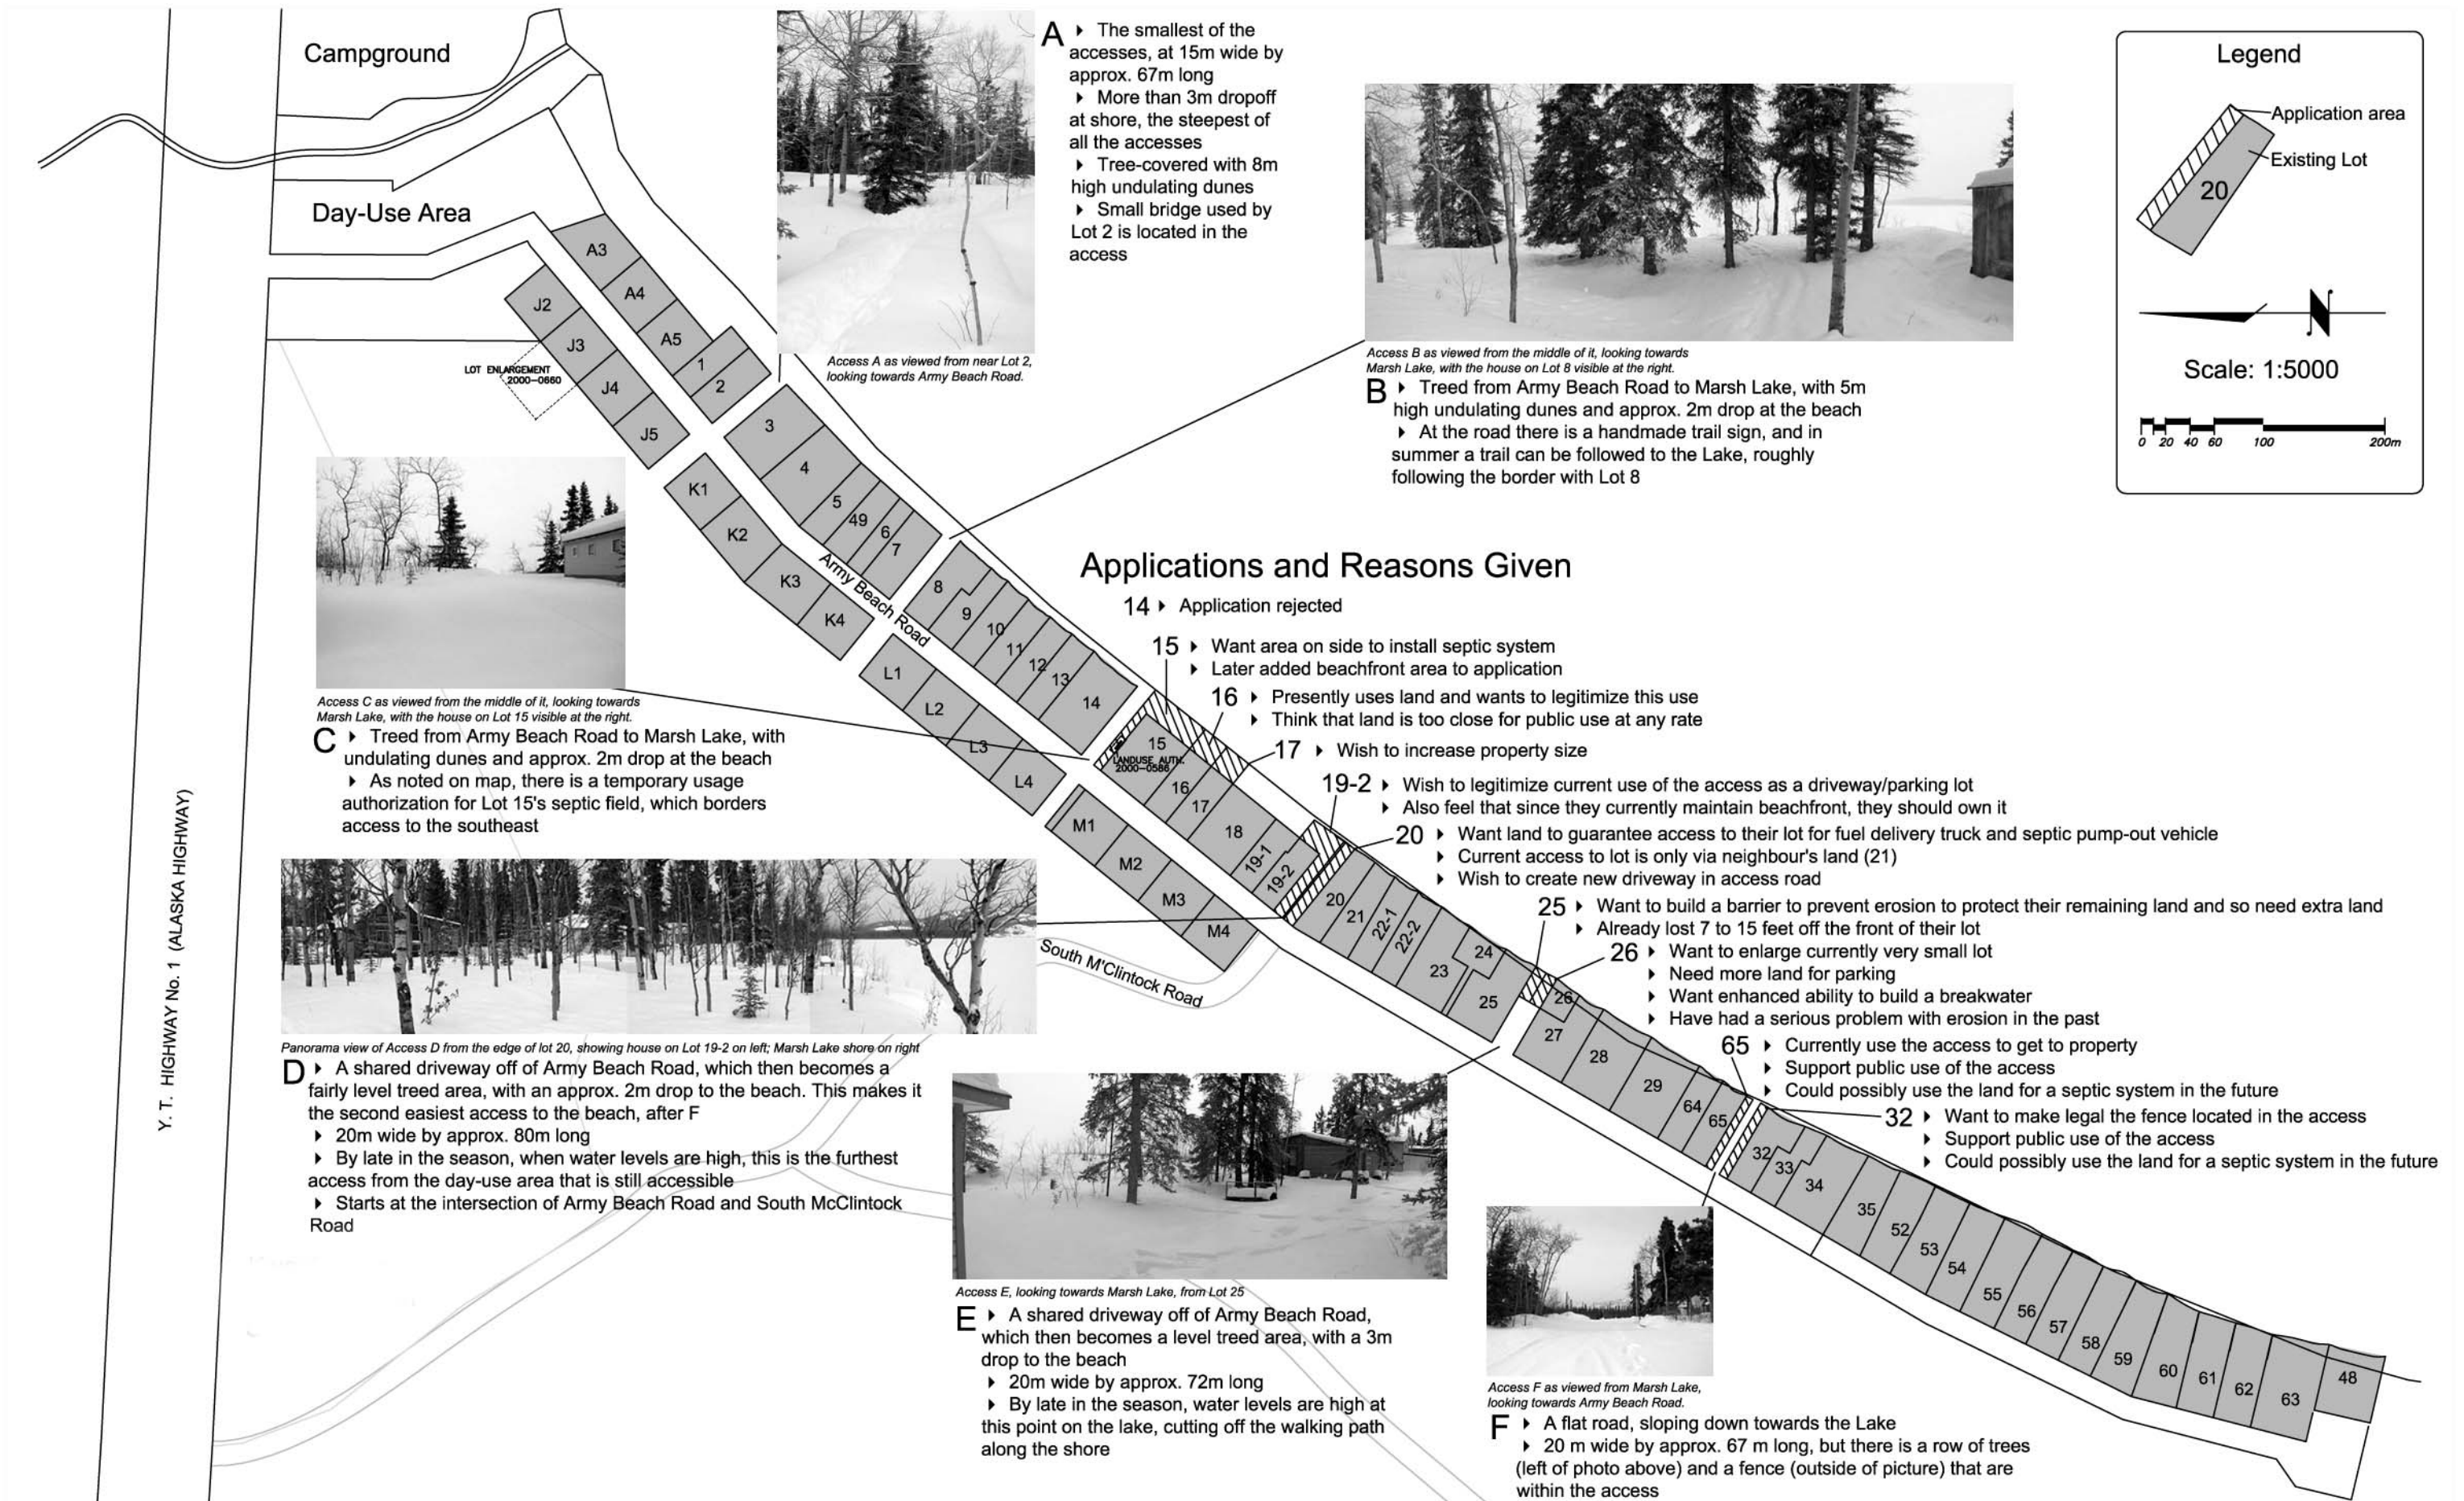 Campground
Day-Use Area
Y. T. HIGHWAY No. 1 (ALASKA HIGHWAY)
A3
A4
A5
1
2
J2
J3
J4
J5
LOT ENLARGEMENT
2000-0660
K1
K2
K3
K4
3
4
5
49
6
7
Army Beach Road
8
9
10
11
12
13
14
L1
L2
L3
L4
15
LANDUSE AUTH.
2000-0586
16
17
18
19-1
19-2
M1
M2
M3
M4
South M'Clintock Road
20
21
22-1
22-2
23
24
25
26
27
28
29
64
65
32
33
34
35
52
53
54
55
56
57
58
59
60
61
62
63
48
Access A as viewed from near Lot 2,
looking towards Army Beach Road.
A ▸ The smallest of the
accesses, at 15m wide by
approx. 67m long
▸ More than 3m dropoff
at shore, the steepest of
all the accesses
▸ Tree-covered with 8m
high undulating dunes
▸ Small bridge used by
Lot 2 is located in the
access
Access B as viewed from the middle of it, looking towards
Marsh Lake, with the house on Lot 8 visible at the right.
B ▸ Treed from Army Beach Road to Marsh Lake, with 5m
high undulating dunes and approx. 2m drop at the beach
▸ At the road there is a handmade trail sign, and in
summer a trail can be followed to the Lake, roughly
following the border with Lot 8
Legend
Application area
Existing Lot
20
N
Scale: 1:5000
0 20 40 60 100 200m
Applications and Reasons Given
14 ▸ Application rejected
15 ▸ Want area on side to install septic system
▸ Later added beachfront area to application
16 ▸ Presently uses land and wants to legitimize this use
▸ Think that land is too close for public use at any rate
17 ▸ Wish to increase property size
19-2 ▸ Wish to legitimize current use of the access as a driveway/parking lot
▸ Also feel that since they currently maintain beachfront, they should own it
20 ▸ Want land to guarantee access to their lot for fuel delivery truck and septic pump-out vehicle
▸ Current access to lot is only via neighbour's land (21)
▸ Wish to create new driveway in access road
25 ▸ Want to build a barrier to prevent erosion to protect their remaining land and so need extra land
▸ Already lost 7 to 15 feet off the front of their lot
26 ▸ Want to enlarge currently very small lot
▸ Need more land for parking
▸ Want enhanced ability to build a breakwater
▸ Have had a serious problem with erosion in the past
65 ▸ Currently use the access to get to property
▸ Support public use of the access
▸ Could possibly use the land for a septic system in the future
32 ▸ Want to make legal the fence located in the access
▸ Support public use of the access
▸ Could possibly use the land for a septic system in the future
Access C as viewed from the middle of it, looking towards
Marsh Lake, with the house on Lot 15 visible at the right.
C ▸ Treed from Army Beach Road to Marsh Lake, with
undulating dunes and approx. 2m drop at the beach
▸ As noted on map, there is a temporary usage
authorization for Lot 15's septic field, which borders
access to the southeast
Panorama view of Access D from the edge of lot 20, showing house on Lot 19-2 on left; Marsh Lake shore on right
D ▸ A shared driveway off of Army Beach Road, which then becomes a
fairly level treed area, with an approx. 2m drop to the beach. This makes it
the second easiest access to the beach, after F
▸ 20m wide by approx. 80m long
▸ By late in the season, when water levels are high, this is the furthest
access from the day-use area that is still accessible
▸ Starts at the intersection of Army Beach Road and South McClintock
Road
Access E, looking towards Marsh Lake, from Lot 25
E ▸ A shared driveway off of Army Beach Road,
which then becomes a level treed area, with a 3m
drop to the beach
▸ 20m wide by approx. 72m long
▸ By late in the season, water levels are high at
this point on the lake, cutting off the walking path
along the shore
Access F as viewed from Marsh Lake,
looking towards Army Beach Road.
F ▸ A flat road, sloping down towards the Lake
▸ 20 m wide by approx. 67 m long, but there is a row of trees
(left of photo above) and a fence (outside of picture) that are
within the access